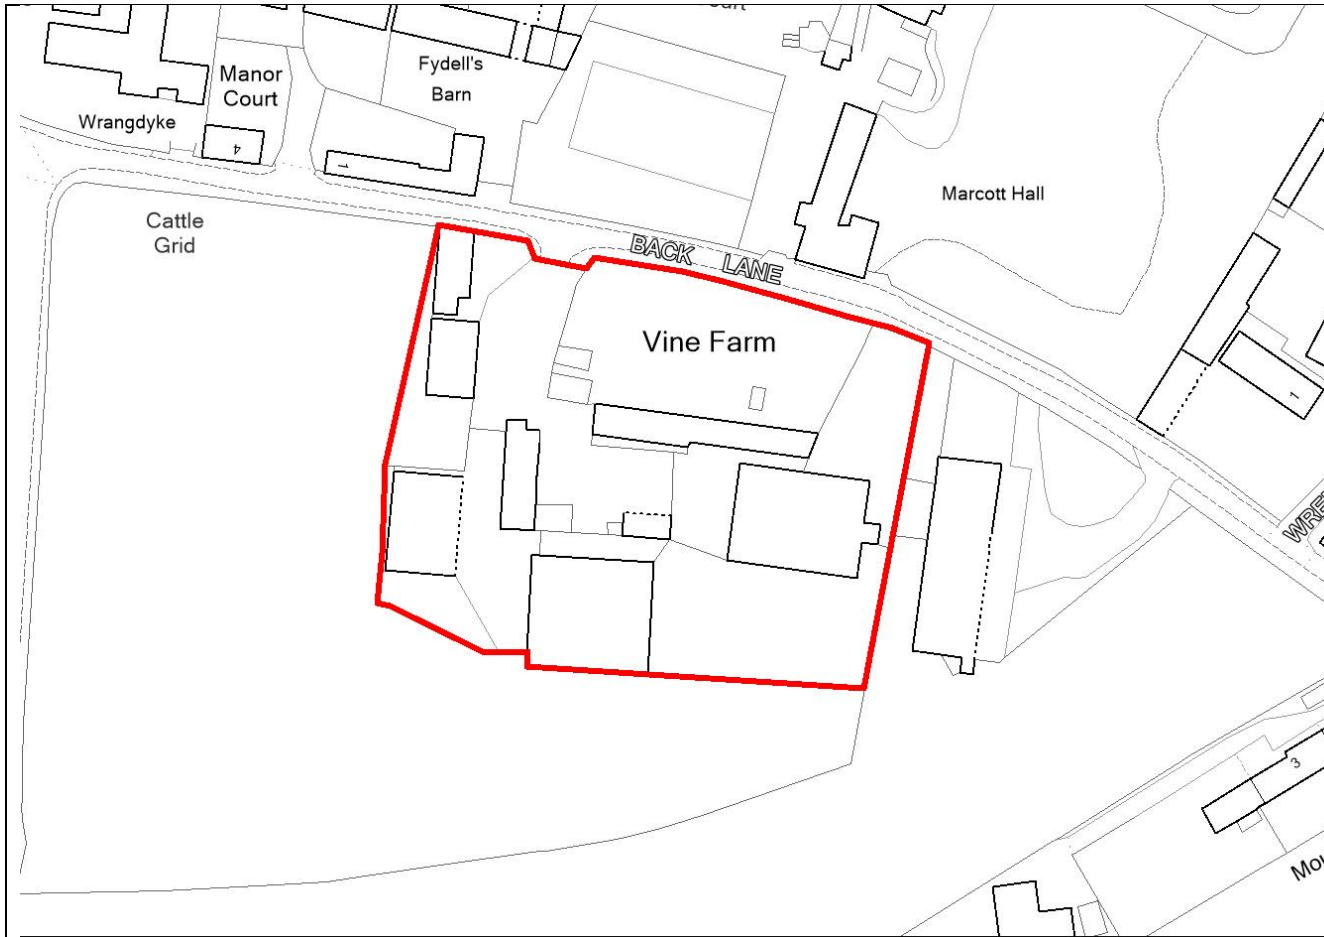 Manor
Court
Fydell's
Barn
Wrangdyke
4
1
Marcott Hall
Cattle
Grid
BACK LANE
Vine Farm
1
3